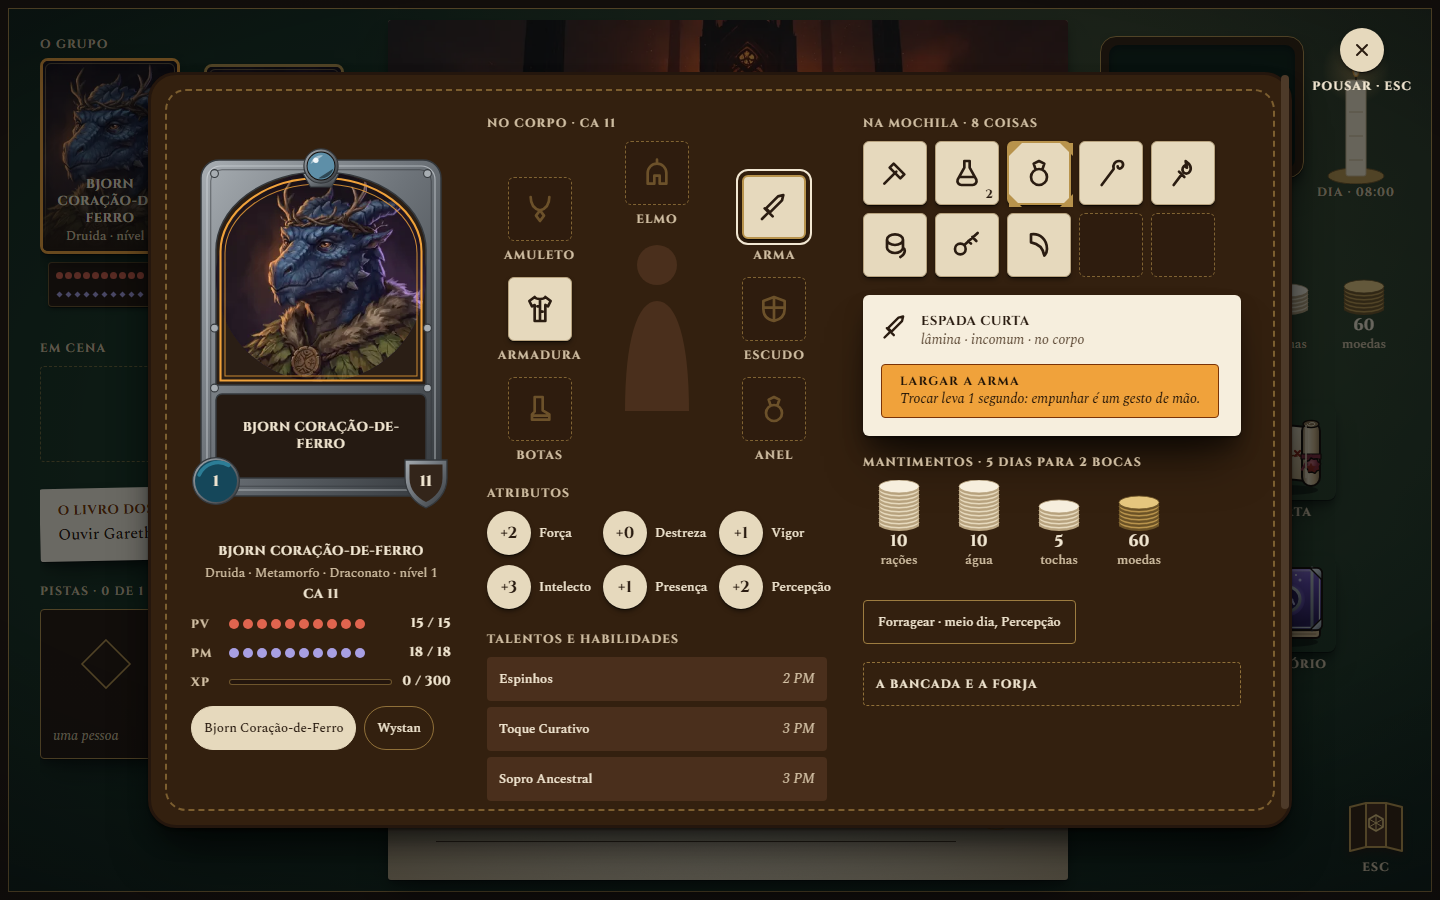 O GRUPO
BJORN
CORAÇÃO-D
FERRO
Druida · nível
EM CENA
O LIVRO DOS
Ouvir Garet
PISTAS · 0 DE 1
uma pessoa
BJORN CORAÇÃO-DE-
FERRO
1
11
BJORN CORAÇÃO-DE-FERRO
Druida · Metamorfo · Draconato · nível 1
CA 11
PV 15 / 15
PM 18 / 18
XP 0 / 300
Bjorn Coração-de-Ferro
Wystan
NO CORPO · CA 11
ELMO
AMULETO
ARMA
ARMADURA
ESCUDO
BOTAS
ANEL
ATRIBUTOS
+2 Força
+0 Destreza
+1 Vigor
+3 Intelecto
+1 Presença
+2 Percepção
TALENTOS E HABILIDADES
Espinhos 2 PM
Toque Curativo 3 PM
Sopro Ancestral 3 PM
NA MOCHILA · 8 COISAS
2
ESPADA CURTA
lâmina · incomum · no corpo
LARGAR A ARMA
Trocar leva 1 segundo: empunhar é um gesto de mão.
MANTIMENTOS · 5 DIAS PARA 2 BOCAS
10 rações
10 água
5 tochas
60 moedas
Forragear · meio dia, Percepção
A BANCADA E A FORJA
POUSAR · ESC
DIA · 08:00
60
moedas
ESC